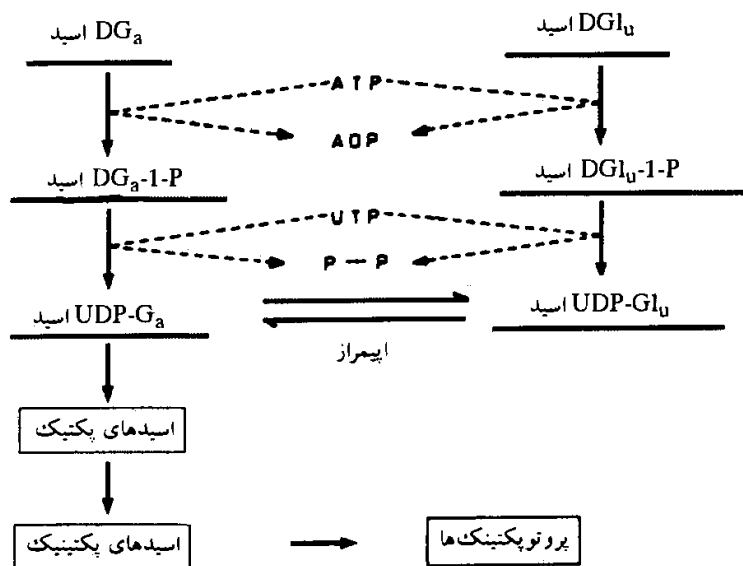 اسید DGₐ
اسید DGlᵤ
ATP
ADP
اسید DGₐ-1-P
اسید DGlᵤ-1-P
UTP
P — P
اسید UDP-Gₐ
اسید UDP-Glᵤ
اپیمراز
اسیدهای پکتیک
اسیدهای پکتینیک
پروتوپکتینک‌ها